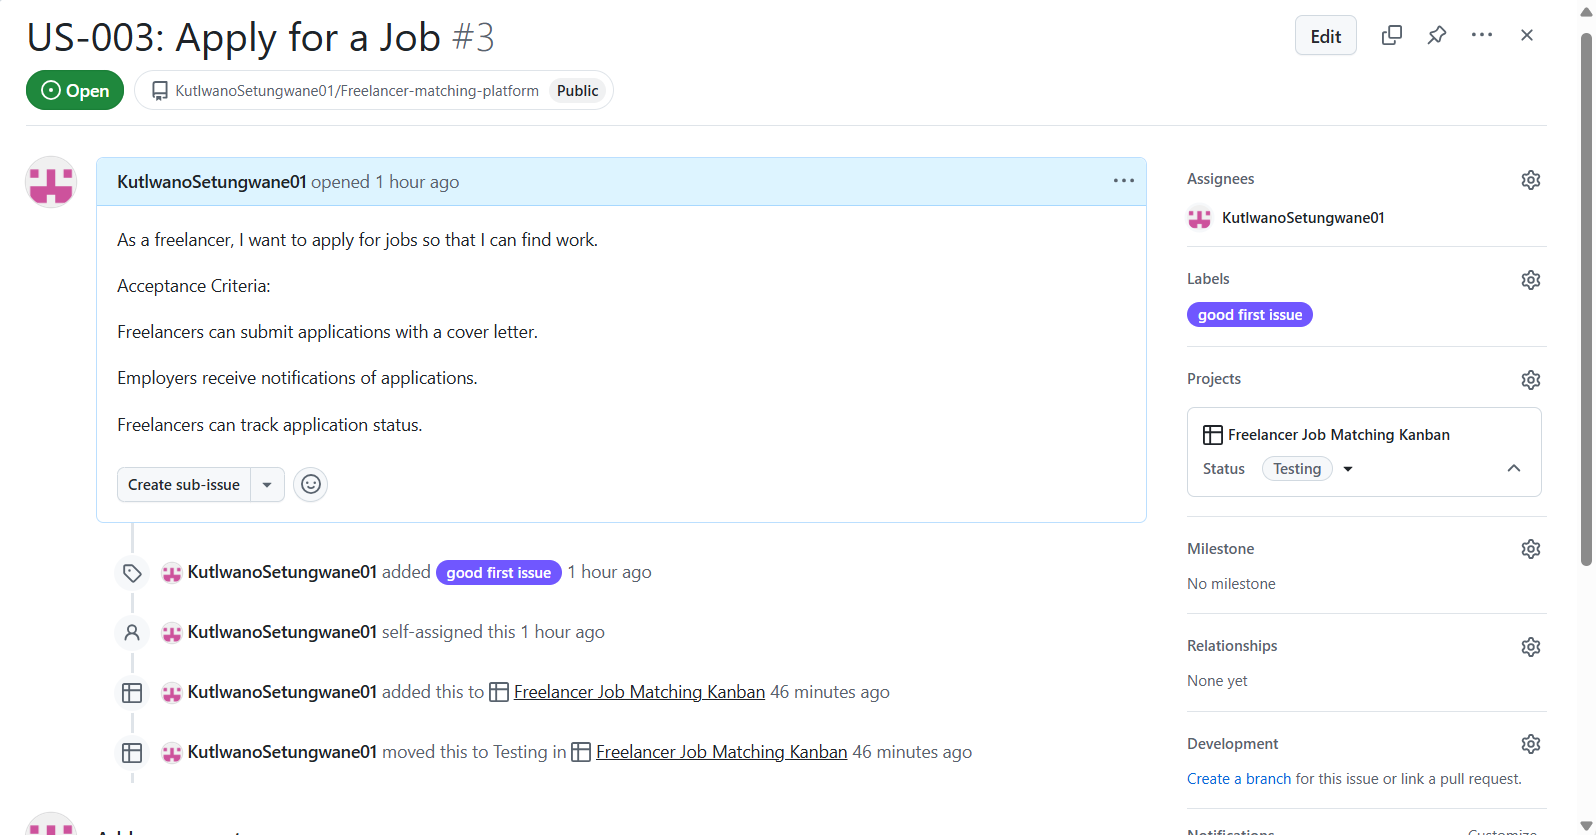 US-003: Apply for a Job #3
Edit
Open
KutlwanoSetungwane01/Freelancer-matching-platform Public
KutlwanoSetungwane01 opened 1 hour ago
As a freelancer, I want to apply for jobs so that I can find work.
Acceptance Criteria:
Freelancers can submit applications with a cover letter.
Employers receive notifications of applications.
Freelancers can track application status.
Create sub-issue
KutlwanoSetungwane01 added good first issue 1 hour ago
KutlwanoSetungwane01 self-assigned this 1 hour ago
KutlwanoSetungwane01 added this to Freelancer Job Matching Kanban 46 minutes ago
KutlwanoSetungwane01 moved this to Testing in Freelancer Job Matching Kanban 46 minutes ago
Assignees
KutlwanoSetungwane01
Labels
good first issue
Projects
Freelancer Job Matching Kanban
Status Testing
Milestone
No milestone
Relationships
None yet
Development
Create a branch for this issue or link a pull request.
Notifications Customize